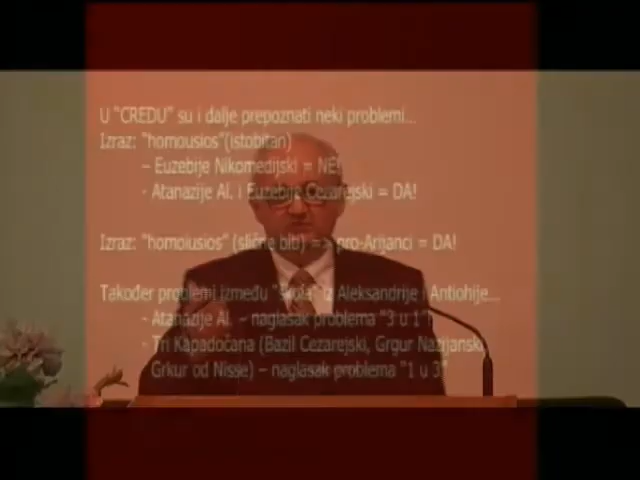 U "CREDU" su i dalje prepoznati neki problemi...
Izraz: "homousios"(istobitan)
– Euzebije Nikomedijski = NE!
- Atanazije Al. i Euzebije Cezarejski = DA!
Izraz: "homoiusios" (slične biti) => pro-Arijanci = DA!
Također problemi između "škola" iz Aleksandrije i Antiohije...
- Atanazije Al. – naglasak problema "3 u 1"
- Tri Kapadočana (Bazil Cezarejski, Grgur Nazijanski,
Grkur od Nisse) – naglasak problema "1 u 3"